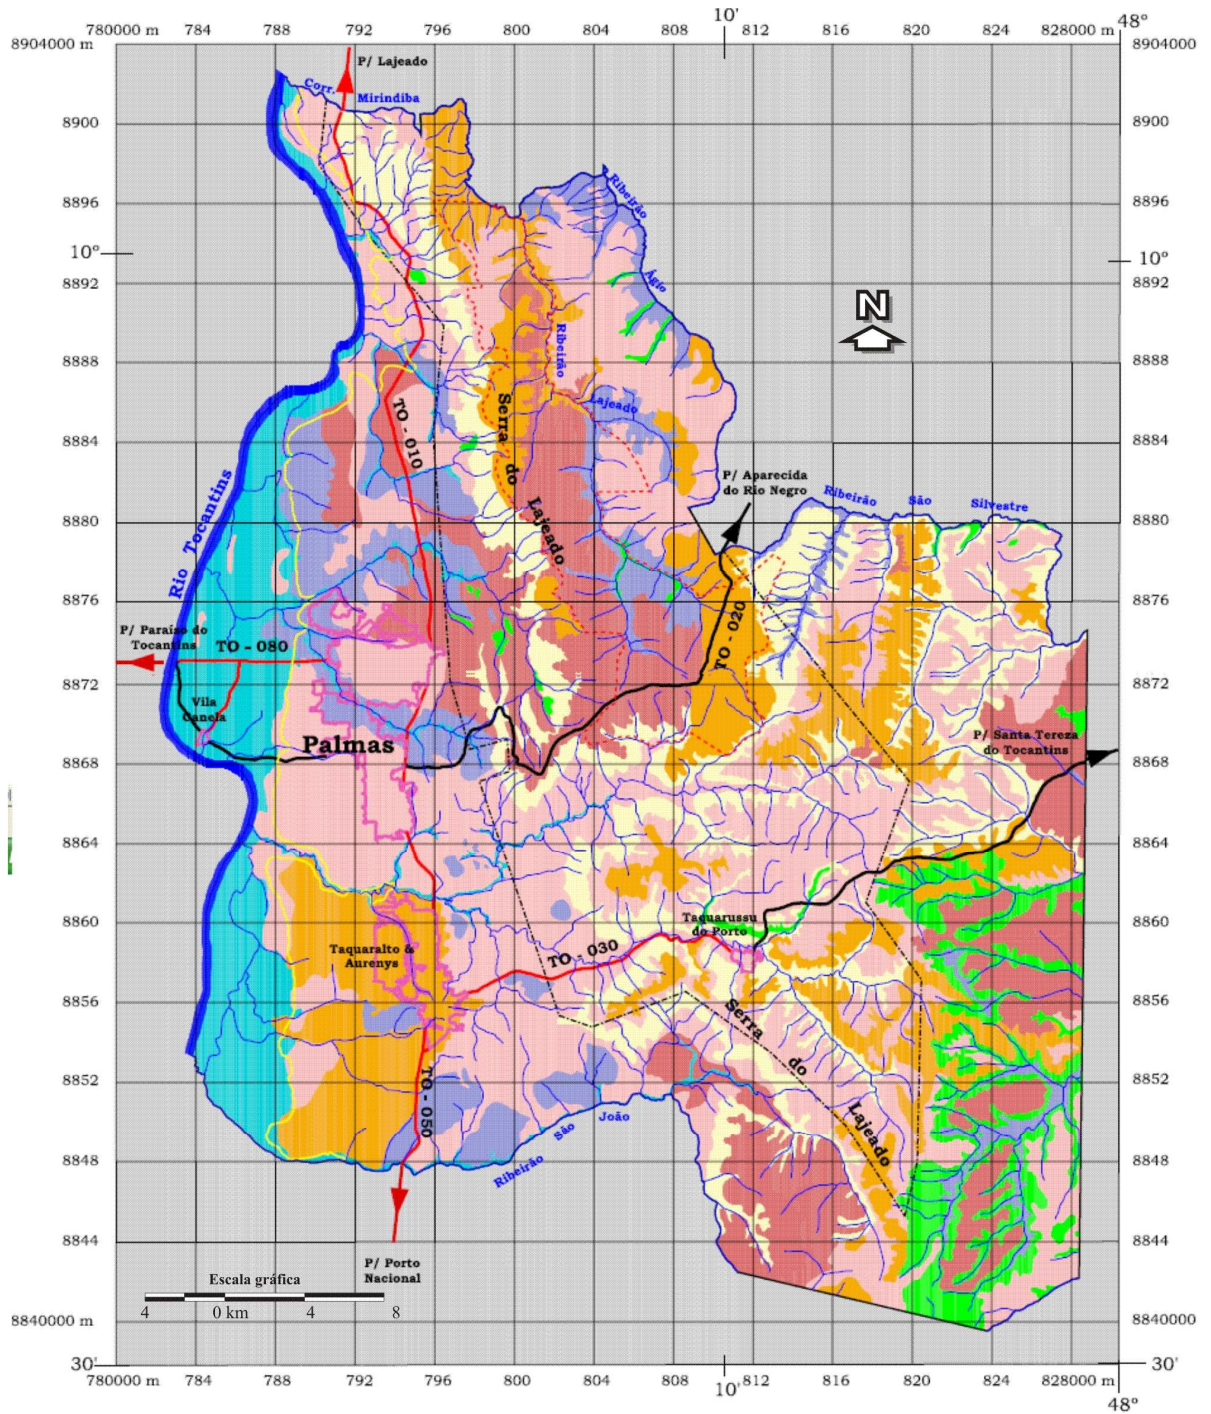 10'
48°
780000 m 784 788 792 796 800 804 808 812 816 820 824 828000 m
8904000 m
8904000
P/ Lajeado
Corr. Mirindiba
8900
8900
Ribeirão
8896
8896
10°
10°
Ágio
8892
8892
N
Ribeirão
8888
8888
Lajeado
TO - 010
Serra
do
Lajeado
8884
8884
P/ Aparecida
do Rio Negro
Rio Tocantins
Ribeirão São Silvestre
8880
8880
8876
8876
P/ Paraíso do
Tocantins
TO - 080
TO - 020
8872
8872
Vila
Canela
Palmas
P/ Santa Tereza
do Tocantins
8868
8868
8864
8864
8860
8860
Taquarussu
do Porto
Taquaralto &
Aurenys
TO - 030
8856
8856
Serra
do
Lajeado
8852
8852
TO - 050
Ribeirão São João
8848
8848
8844
8844
P/ Porto
Nacional
Escala gráfica
4 0 km 4 8
8840000 m
8840000
30'
30'
780000 m 784 788 792 796 800 804 808 812 816 820 824 828000 m
10'
48°